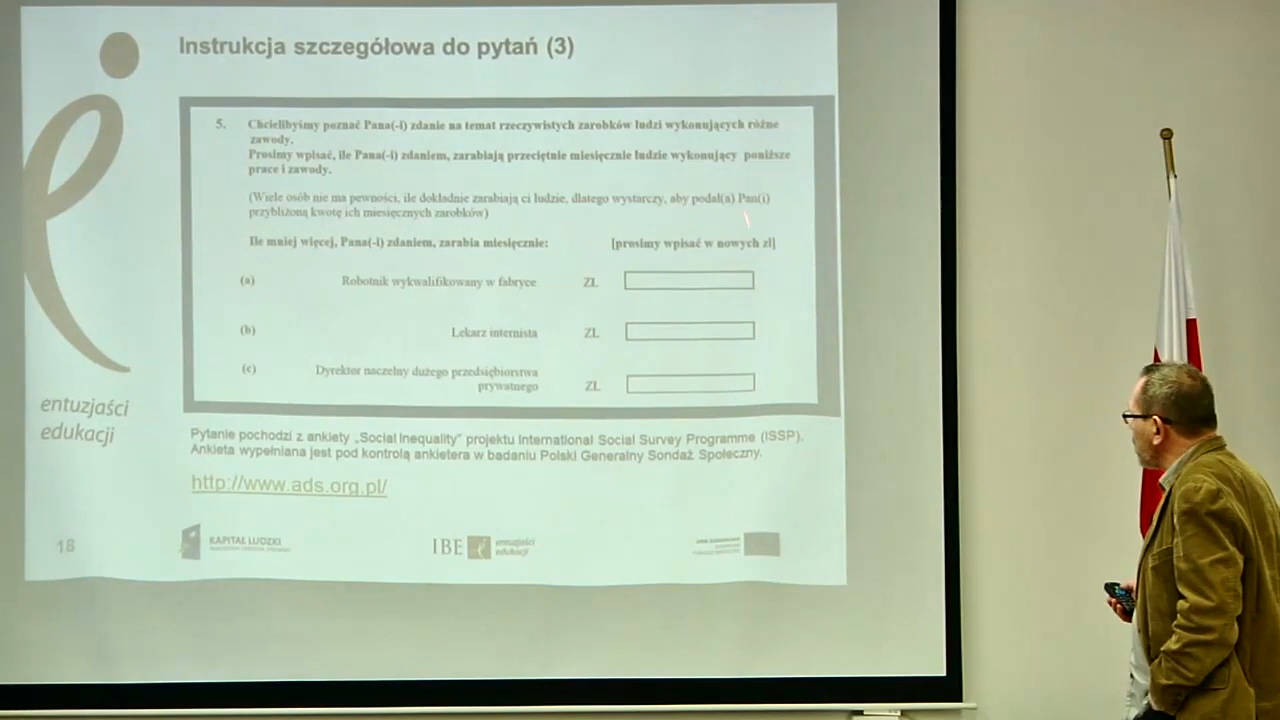 Instrukcja szczegółowa do pytań (3)
5. Chcielibyśmy poznać Pana(-i) zdanie na temat rzeczywistych zarobków ludzi wykonujących różne
zawody.
Prosimy wpisać, ile Pana(-i) zdaniem, zarabiają przeciętnie miesięcznie ludzie wykonujący poniższe
prace i zawody.
(Wiele osób nie ma pewności, ile dokładnie zarabiają ci ludzie, dlatego wystarczy, aby podał(a) Pan(i)
przybliżoną kwotę ich miesięcznych zarobków)
Ile mniej więcej, Pana(-i) zdaniem, zarabia miesięcznie: [prosimy wpisać w nowych zł]
(a) Robotnik wykwalifikowany w fabryce ZŁ
(b) Lekarz internista ZŁ
(c) Dyrektor naczelny dużego przedsiębiorstwa
prywatnego ZŁ
entuzjaści
edukacji
Pytanie pochodzi z ankiety „Social Inequality" projektu International Social Survey Programme (ISSP).
Ankieta wypełniana jest pod kontrolą ankietera w badaniu Polski Generalny Sondaż Społeczny.
http://www.ads.org.pl/
18
KAPITAŁ LUDZKI
IBE
entuzjaści
edukacji